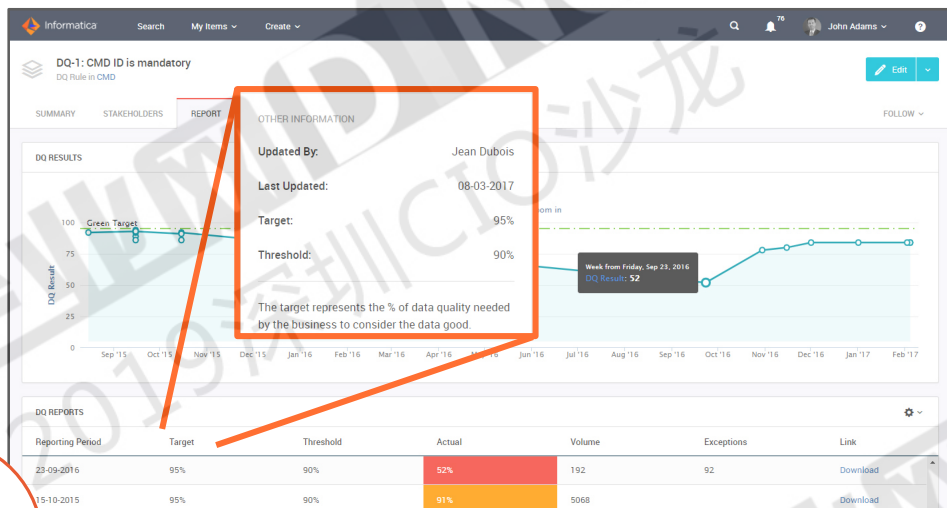 Informatica Search My Items Create 76 John Adams ?
DQ-1: CMD ID is mandatory
DQ Rule in CMD
Edit
SUMMARY STAKEHOLDERS REPORT FOLLOW
OTHER INFORMATION
Updated By: Jean Dubois
Last Updated: 08-03-2017
Target: 95%
Threshold: 90%
The target represents the % of data quality needed
by the business to consider the data good.
DQ RESULTS
oom in
100 Green Target
75
50
25
0
DQ Result
Week from Friday, Sep 23, 2016
DQ Result: 52
Sep '15 Oct '15 Nov '15 Dec '15 Jan '16 Feb '16 Mar '16 Apr '16 May '16 Jun '16 Jul '16 Aug '16 Sep '16 Oct '16 Nov '16 Dec '16 Jan '17 Feb '17
DQ REPORTS
Reporting Period Target Threshold Actual Volume Exceptions Link
23-09-2016 95% 90% 52% 192 92 Download
15-10-2015 95% 90% 91% 5068 Download
2019深圳CIO沙龙